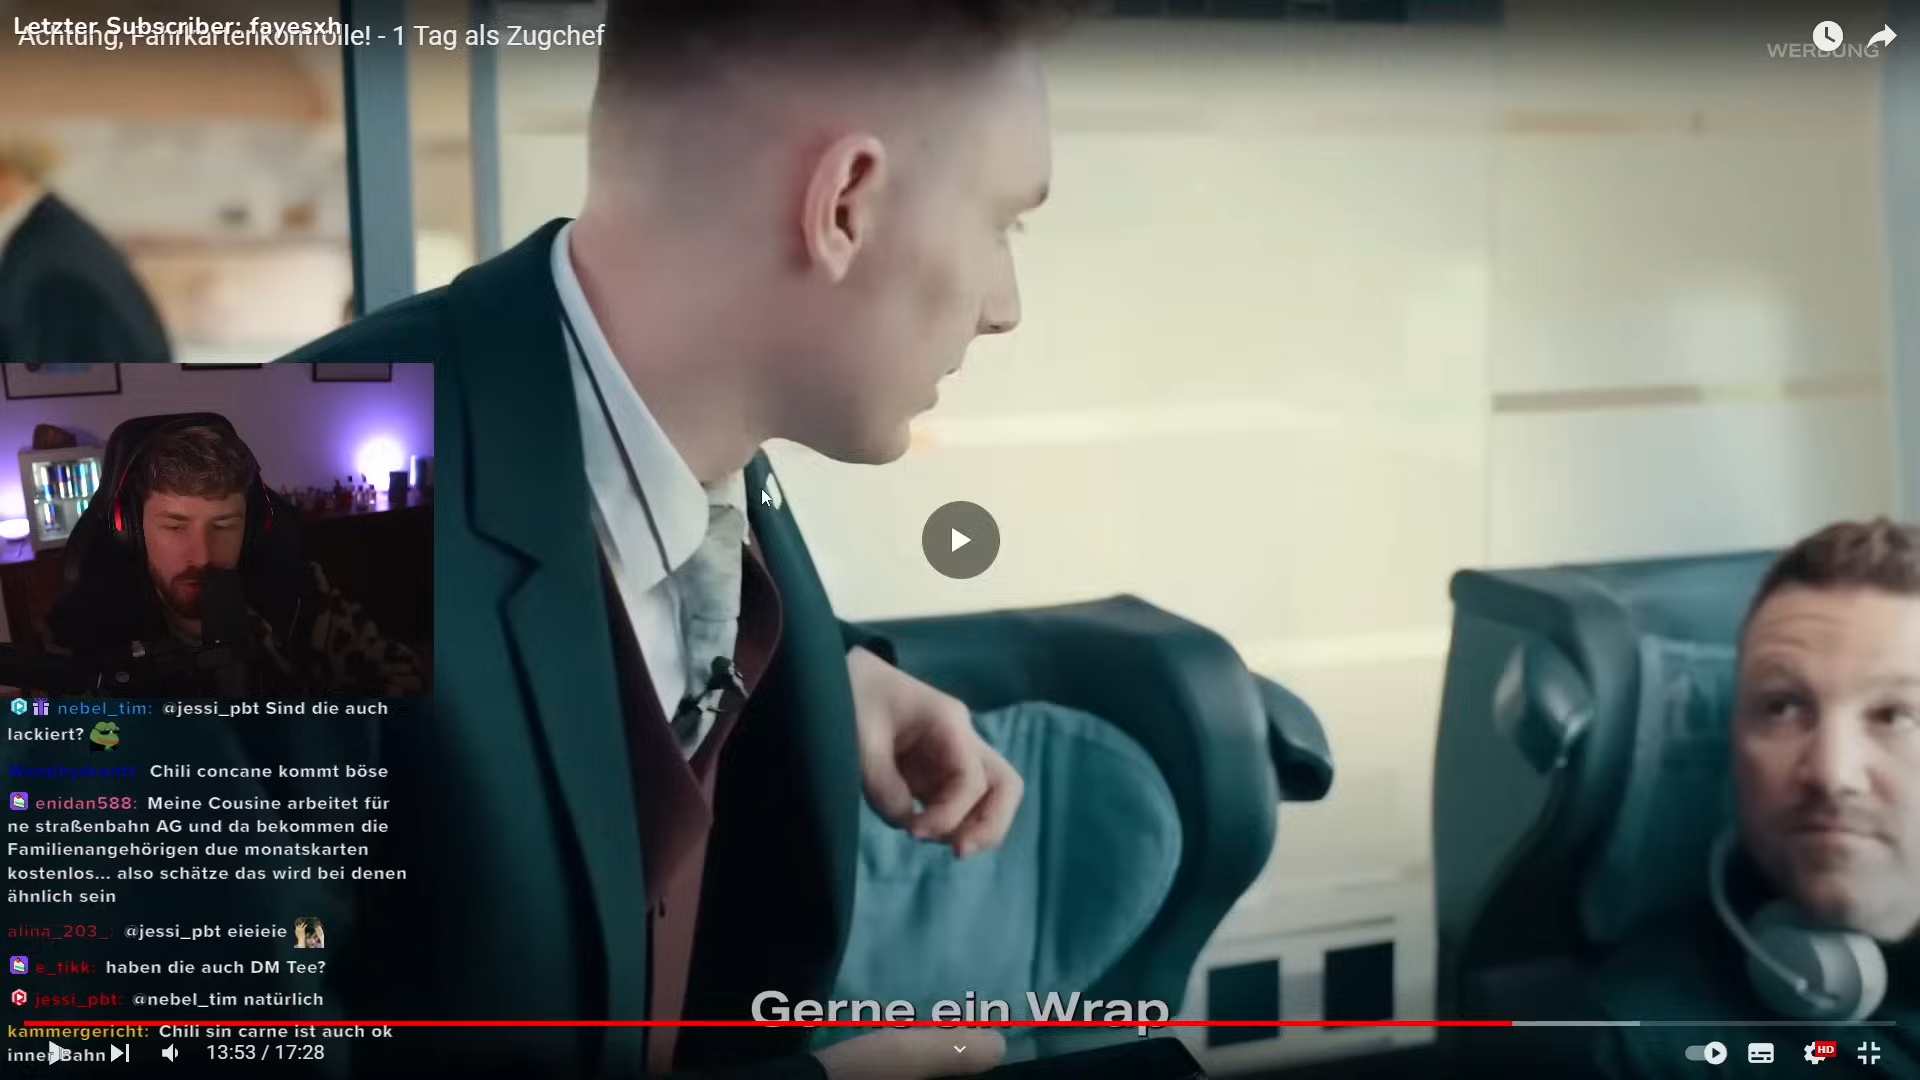 Letzter Subscriber: fayesxh
Achtung, Fahrkartenkontrolle! - 1 Tag als Zugchef
WERBUNG
nebel_tim: @jessi_pbt Sind die auch
lackiert?
Chili concane kommt böse
enidan588: Meine Cousine arbeitet für
ne straßenbahn AG und da bekommen die
Familienangehörigen due monatskarten
kostenlos... also schätze das wird bei denen
ähnlich sein
alina_203_: @jessi_pbt eieieie
e_tikk: haben die auch DM Tee?
jessi_pbt: @nebel_tim natürlich
kammergericht: Chili sin carne ist auch ok
inner Bahn
Gerne ein Wrap
13:53 / 17:28
HD